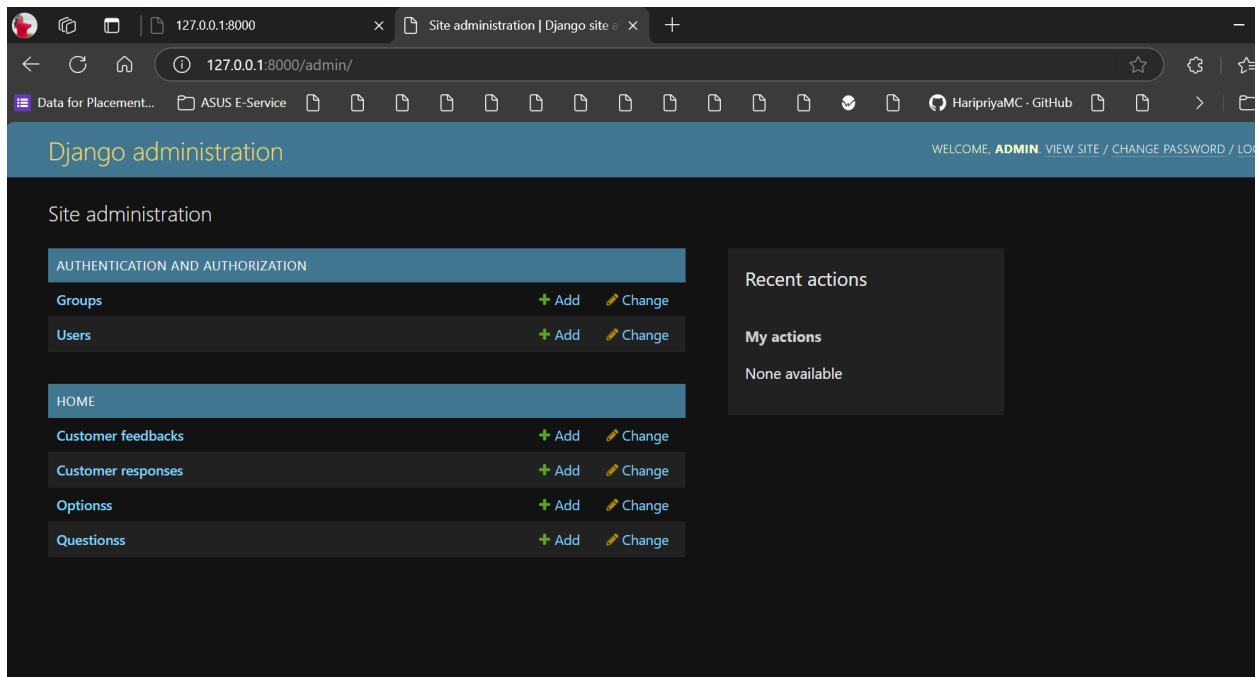 127.0.0.1:8000
Site administration | Django site a
127.0.0.1:8000/admin/
Data for Placement... ASUS E-Service HaripriyaMC · GitHub
Django administration
WELCOME, ADMIN. VIEW SITE / CHANGE PASSWORD / LO
Site administration
AUTHENTICATION AND AUTHORIZATION
Groups Add Change
Users Add Change
HOME
Customer feedbacks Add Change
Customer responses Add Change
Optionss Add Change
Questionss Add Change
Recent actions
My actions
None available